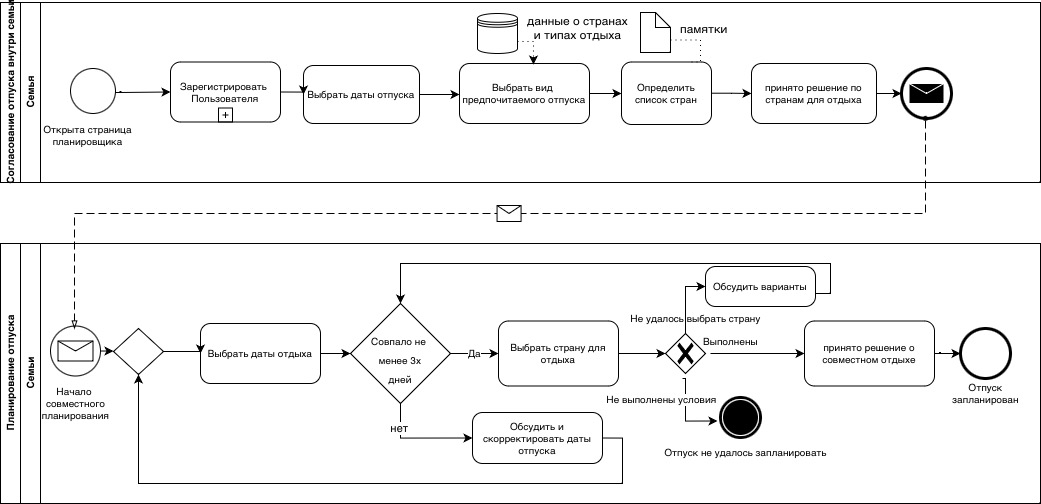 Согласование отпуска внутри семьи
Семья
данные о странах
и типах отдыха
памятки
Зарегистрировать
Пользователя
Выбрать даты отпуска
Выбрать вид
предпочитаемого отпуска
Определить
список стран
принято решение по
странам для отдыха
Открыта страница
планировщика
Планирование отпуска
Семьи
Начало
совместного
планирования
Выбрать даты отдыха
Совпало не
менее 3х
дней
Да
нет
Обсудить и
скорректировать даты
отпуска
Выбрать страну для
отдыха
Обсудить варианты
Не удалось выбрать страну
Выполнены
Не выполнены условия
Отпуск не удалось запланировать
принято решение о
совместном отдыхе
Отпуск
запланирован